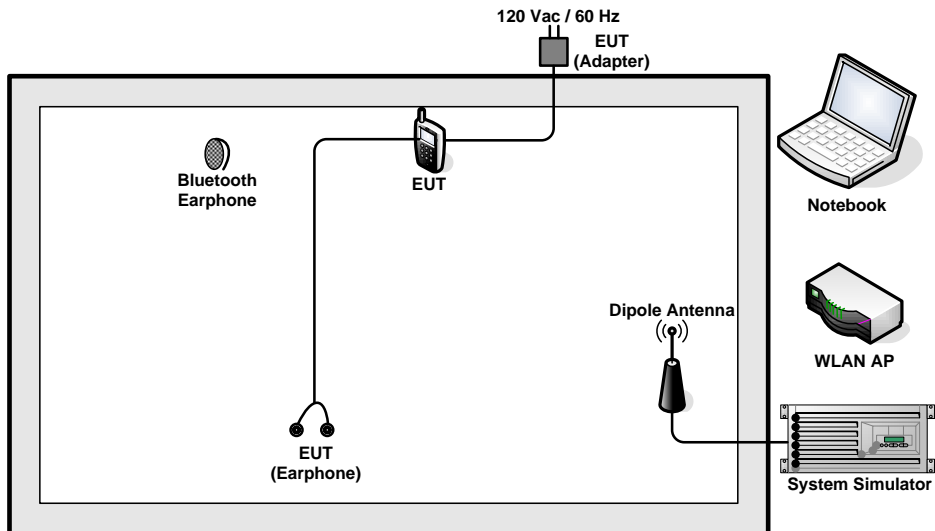 120 Vac / 60 Hz
EUT
(Adapter)
Bluetooth
Earphone
EUT
Notebook
Dipole Antenna
WLAN AP
EUT
(Earphone)
System Simulator